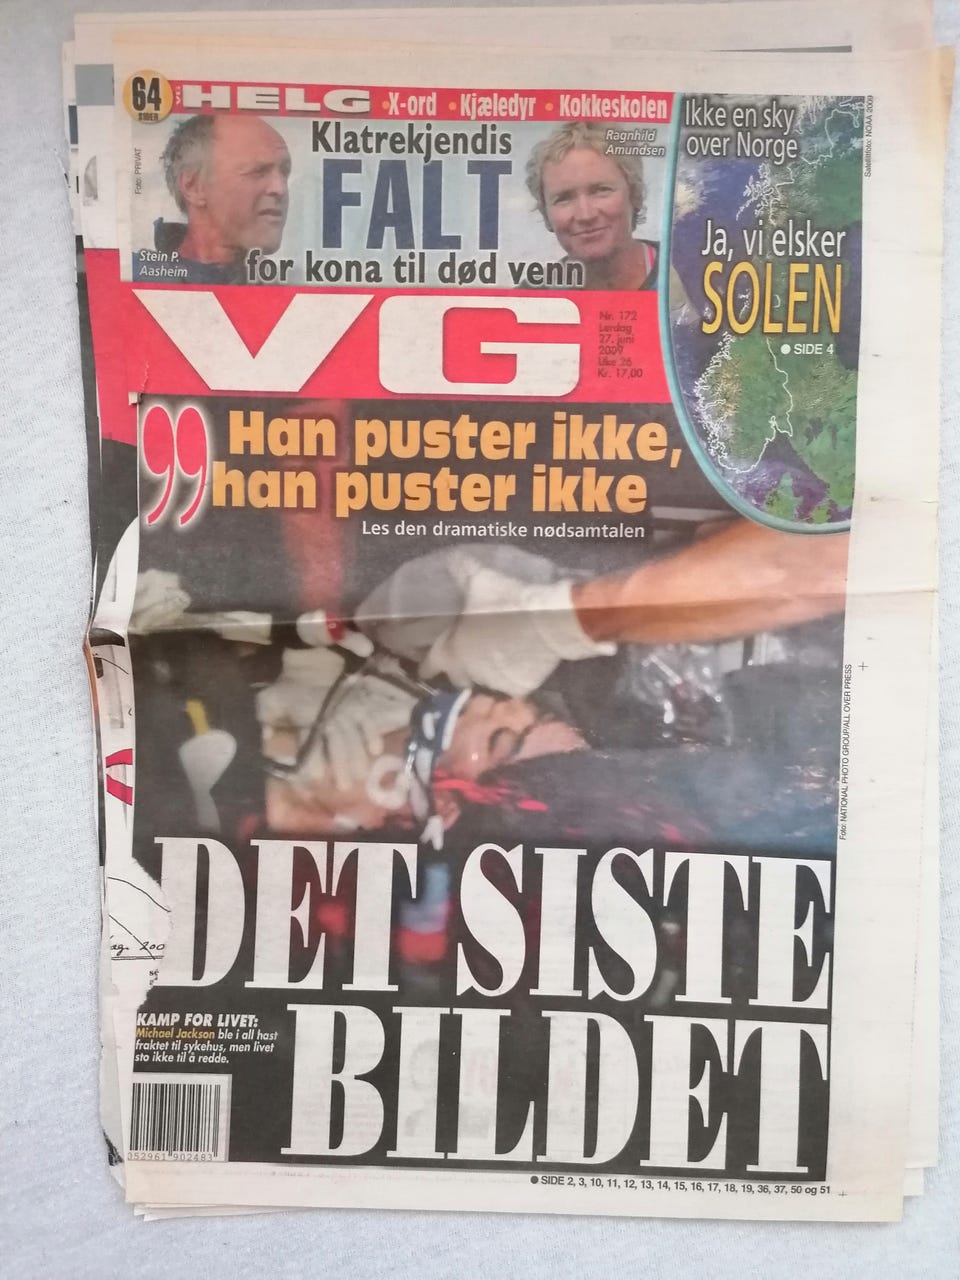 64
SIDER
VG HELG • X-ord • Kjæledyr • Kokkeskolen
Foto: PRIVAT
Klatrekjendis
FALT
for kona til død venn
Stein P.
Aasheim
Ragnhild
Amundsen
Ikke en sky
over Norge
Ja, vi elsker
SOLEN
● SIDE 4
Satellittfoto: NOAA 2009
VG
Nr. 172
Lørdag
27. juni
2009
Uke 26
Kr. 17,00
”Han puster ikke,
han puster ikke
Les den dramatiske nødsamtalen
Foto: NATIONAL PHOTO GROUP/ALL OVER PRESS
DET SISTE
BILDET
KAMP FOR LIVET:
Michael Jackson ble i all hast
fraktet til sykehus, men livet
sto ikke til å redde.
● SIDE 2, 3, 10, 11, 12, 13, 14, 15, 16, 17, 18, 19, 36, 37, 50 og 51